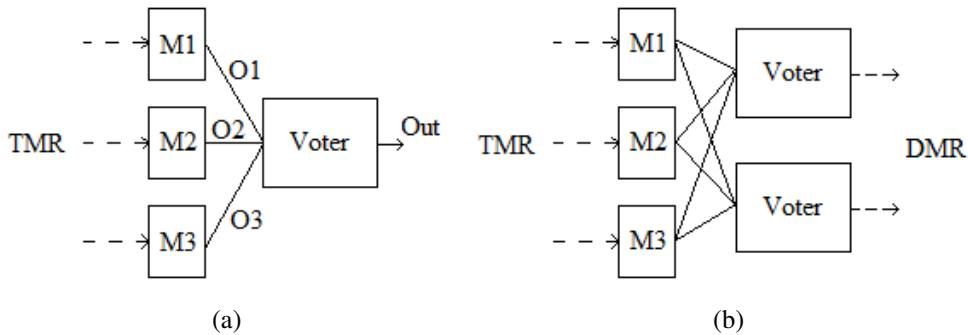 M1
O1
TMR
M2
O2
Voter
Out
O3
M3
(a)
M1
Voter
TMR
M2
DMR
Voter
M3
(b)